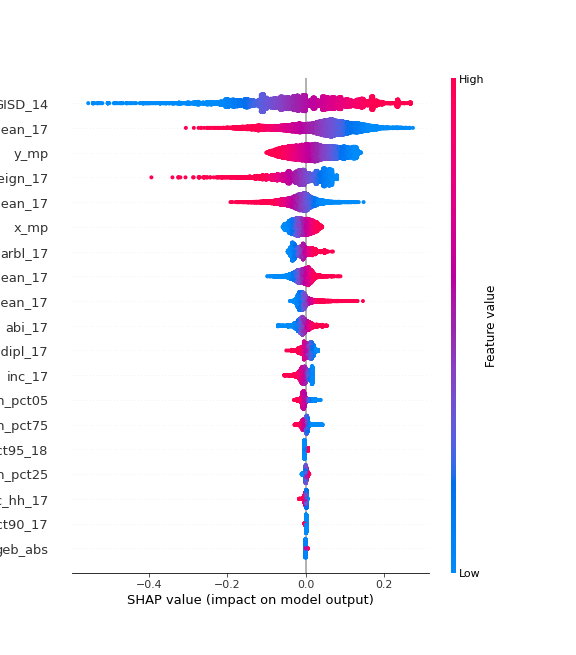 High
GISD_14
ean_17
y_mp
eign_17
ean_17
x_mp
arbl_17
ean_17
ean_17
abi_17
dipl_17
inc_17
n_pct05
n_pct75
ct95_18
n_pct25
t_hh_17
ct90_17
geb_abs
Feature value
Low
−0.4 −0.2 0.0 0.2
SHAP value (impact on model output)